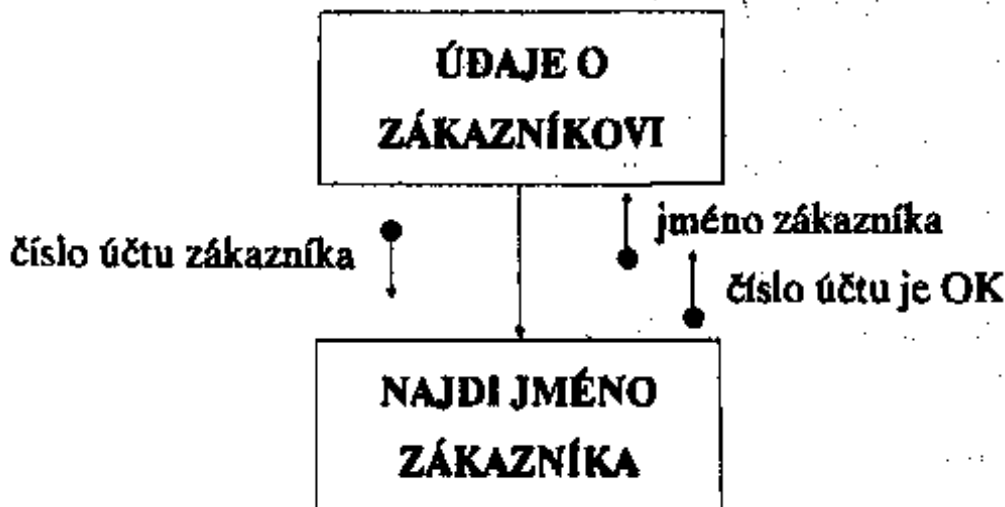 ÚDAJE O
ZÁKAZNÍKOVI
číslo účtu zákazníka
jméno zákazníka
číslo účtu je OK
NAJDI JMÉNO
ZÁKAZNÍKA